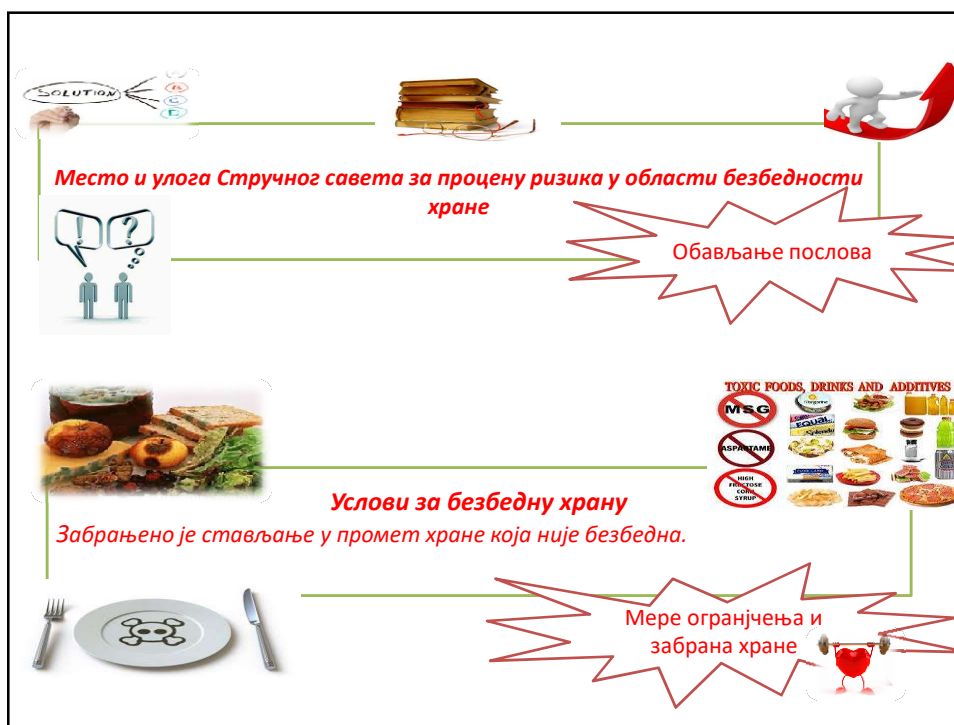 SOLUTION
A
C
Место и улога Стручног савета за процену ризика у области безбедности
хране
! ?
Обављање послова
TOXIC FOODS, DRINKS AND ADDITIVES
MSG
EQUAL
Splenda
ASPARTAME
HIGH
FRUCTOSE
CORN
SYRUP
Услови за безбедну храну
Забрањено је стављање у промет хране која није безбедна.
Мере огранјчења и
забрана хране